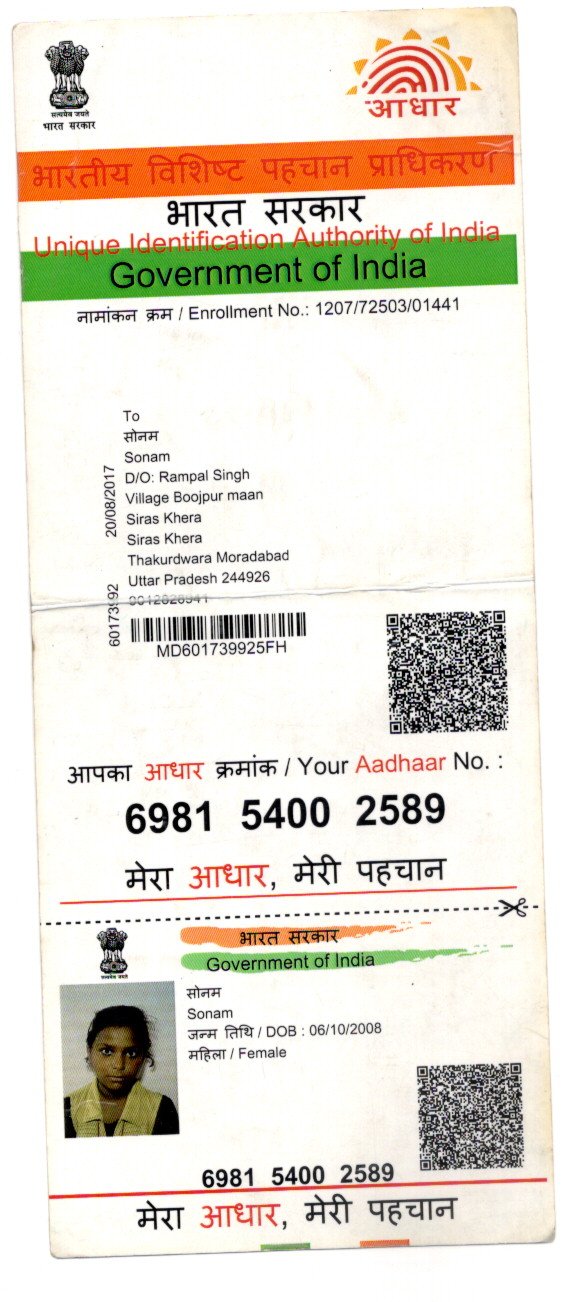 सत्यमेव जयते
भारत सरकार
आधार
भारतीय विशिष्ट पहचान प्राधिकरण
भारत सरकार
Unique Identification Authority of India
Government of India
नामांकन क्रम / Enrollment No.: 1207/72503/01441
To
सोनम
Sonam
D/O: Rampal Singh
Village Boojpur maan
Siras Khera
Siras Khera
Thakurdwara Moradabad
Uttar Pradesh 244926
20/08/2017
MD601739925FH
आपका आधार क्रमांक / Your Aadhaar No. :
6981 5400 2589
मेरा आधार, मेरी पहचान
सत्यमेव जयते
भारत सरकार
Government of India
सोनम
Sonam
जन्म तिथि / DOB : 06/10/2008
महिला / Female
6981 5400 2589
मेरा आधार, मेरी पहचान